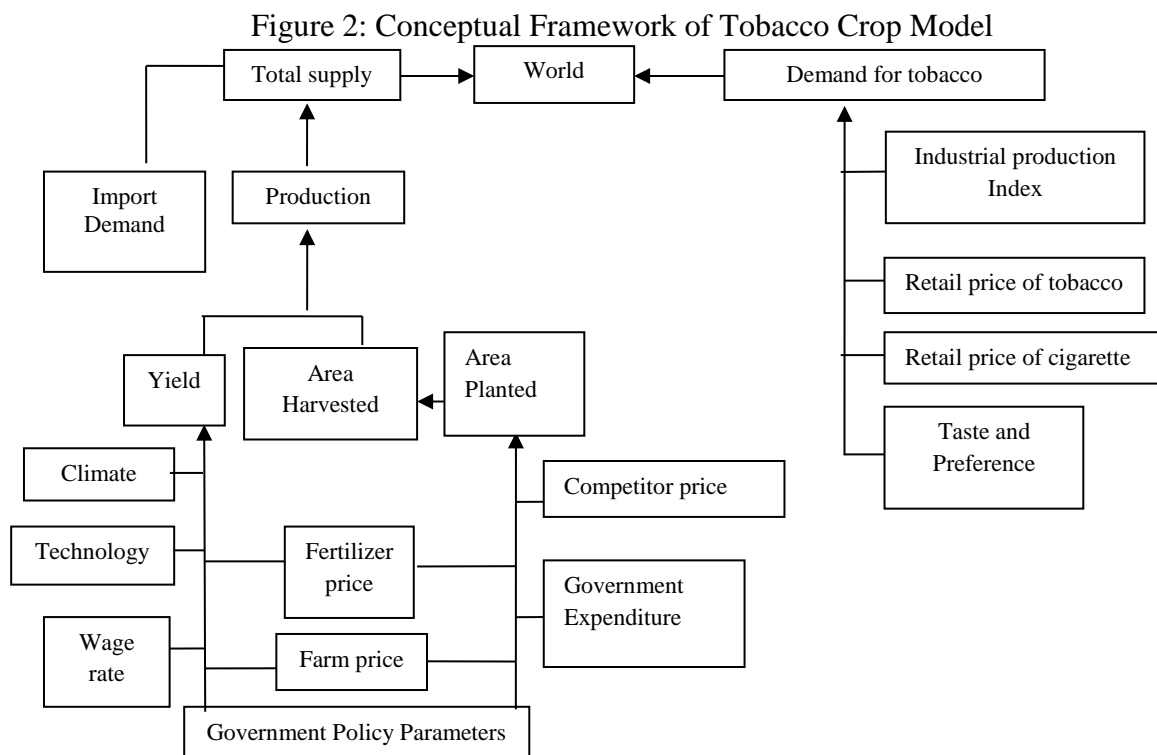 Figure 2: Conceptual Framework of Tobacco Crop Model
Total supply
World
Demand for tobacco
Import
Demand
Production
Industrial production
Index
Retail price of tobacco
Retail price of cigarette
Taste and
Preference
Yield
Area
Harvested
Area
Planted
Climate
Competitor price
Technology
Fertilizer
price
Government
Expenditure
Wage
rate
Farm price
Government Policy Parameters